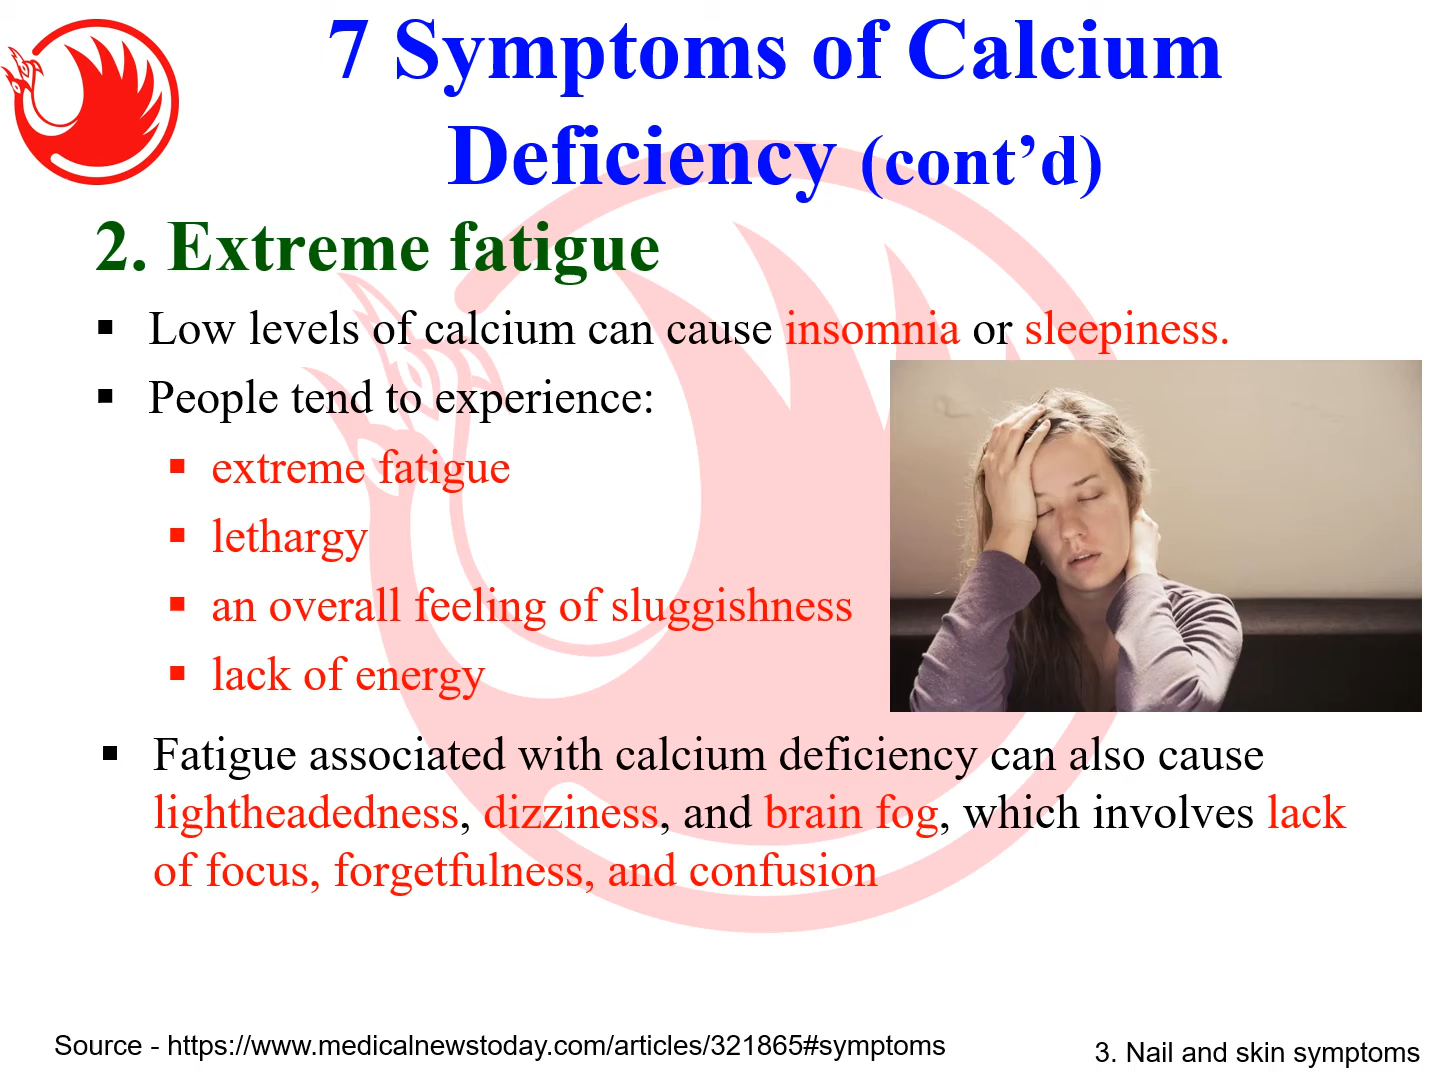 7 Symptoms of Calcium
Deficiency (cont’d)
2. Extreme fatigue
▪ Low levels of calcium can cause insomnia or sleepiness.
▪ People tend to experience:
▪ extreme fatigue
▪ lethargy
▪ an overall feeling of sluggishness
▪ lack of energy
▪ Fatigue associated with calcium deficiency can also cause
lightheadedness, dizziness, and brain fog, which involves lack
of focus, forgetfulness, and confusion
Source - https://www.medicalnewstoday.com/articles/321865#symptoms
3. Nail and skin symptoms